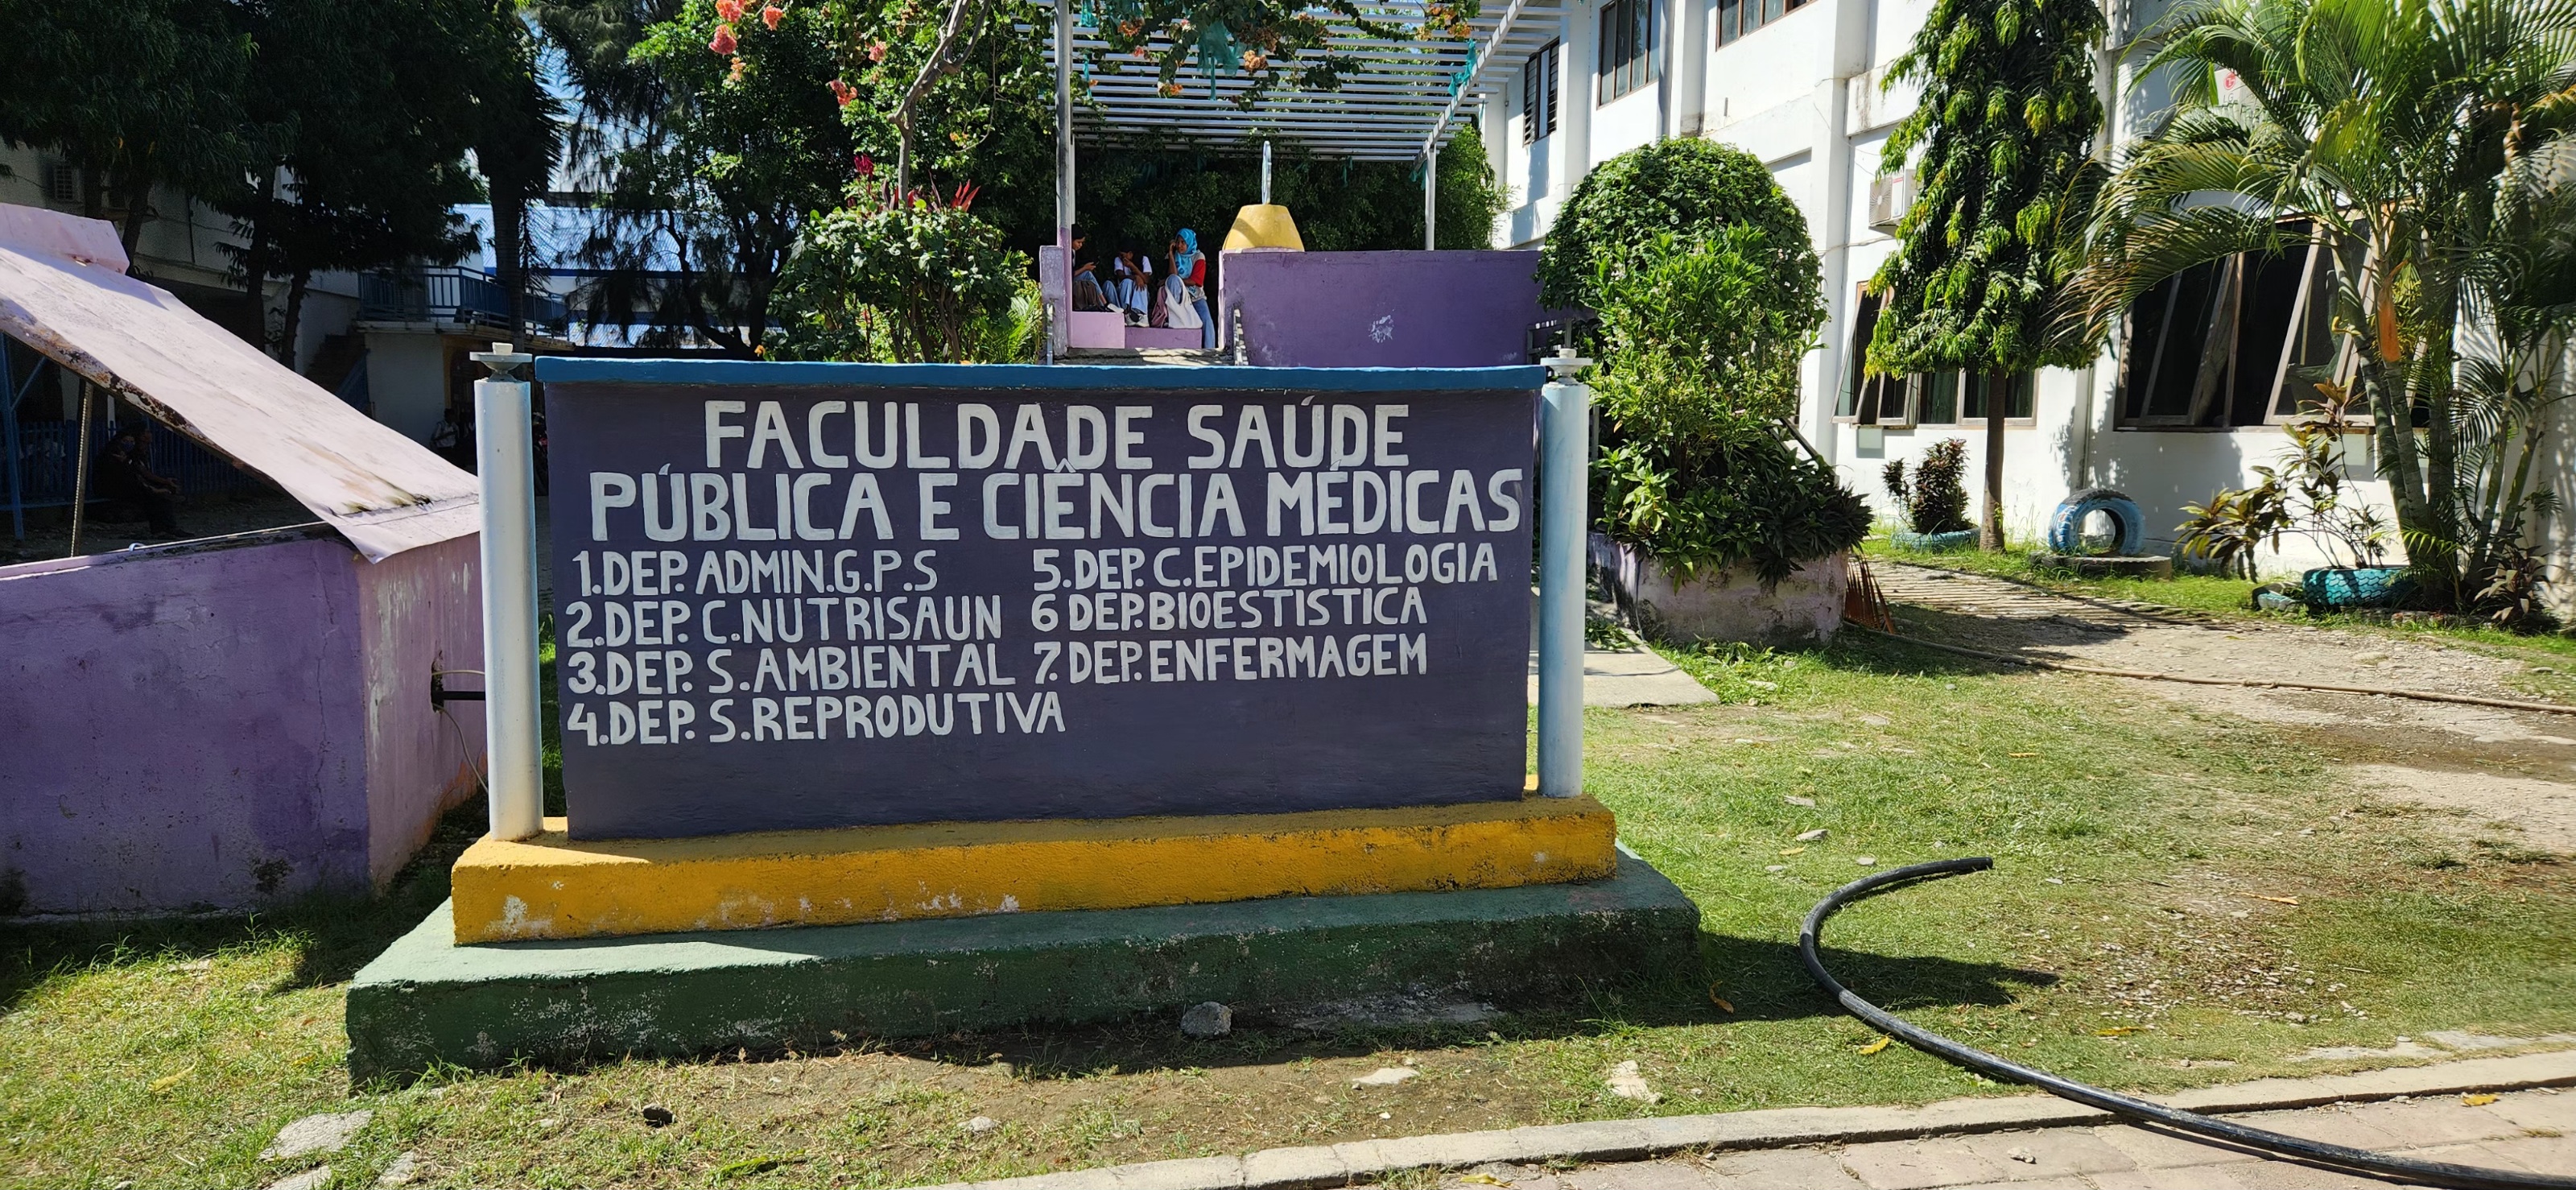 FACULDADE SAÚDE
PÚBLICA E CIÊNCIA MÉDICAS
1.DEP. ADMIN.G.P.S
2.DEP. C.NUTRISAUN
3.DEP. S.AMBIENTAL
4.DEP. S.REPRODUTIVA
5.DEP. C.EPIDEMIOLOGIA
6 DEP.BIOESTISTICA
7.DEP.ENFERMAGEM